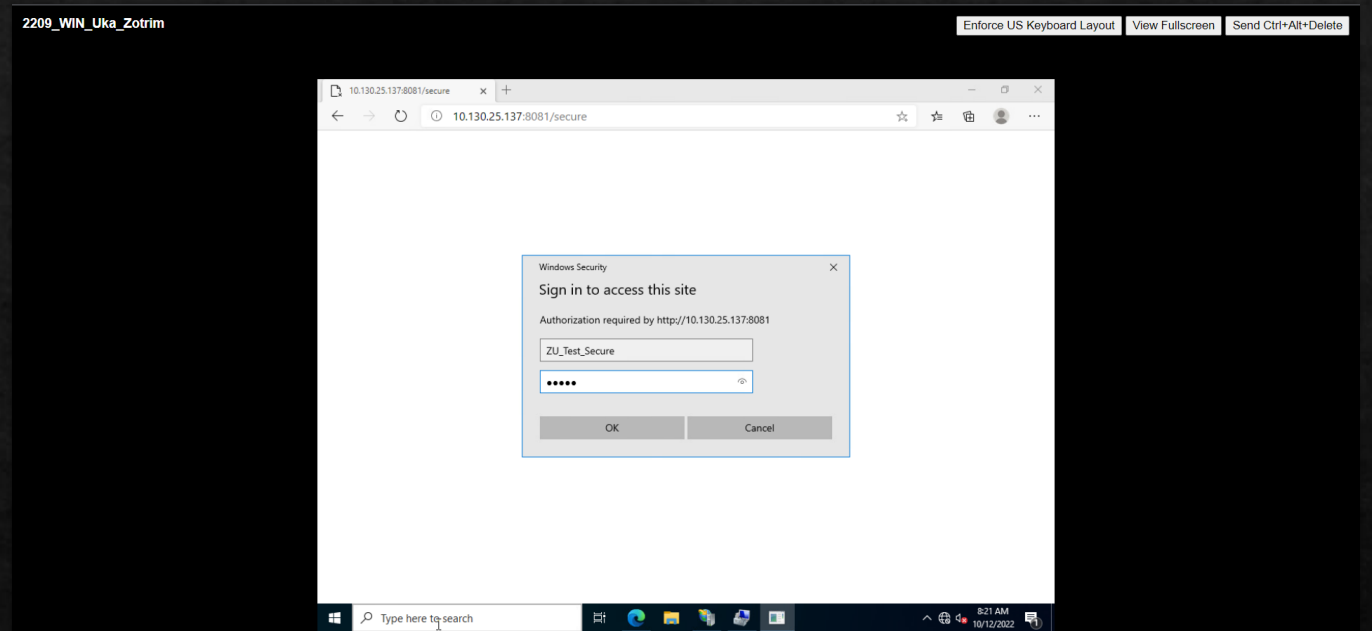 2209_WIN_Uka_Zotrim
Enforce US Keyboard Layout View Fullscreen Send Ctrl+Alt+Delete
10.130.25.137:8081/secure
10.130.25.137:8081/secure
Windows Security
Sign in to access this site
Authorization required by http://10.130.25.137:8081
ZU_Test_Secure
•••••
OK Cancel
Type here to search
8:21 AM
10/12/2022
1